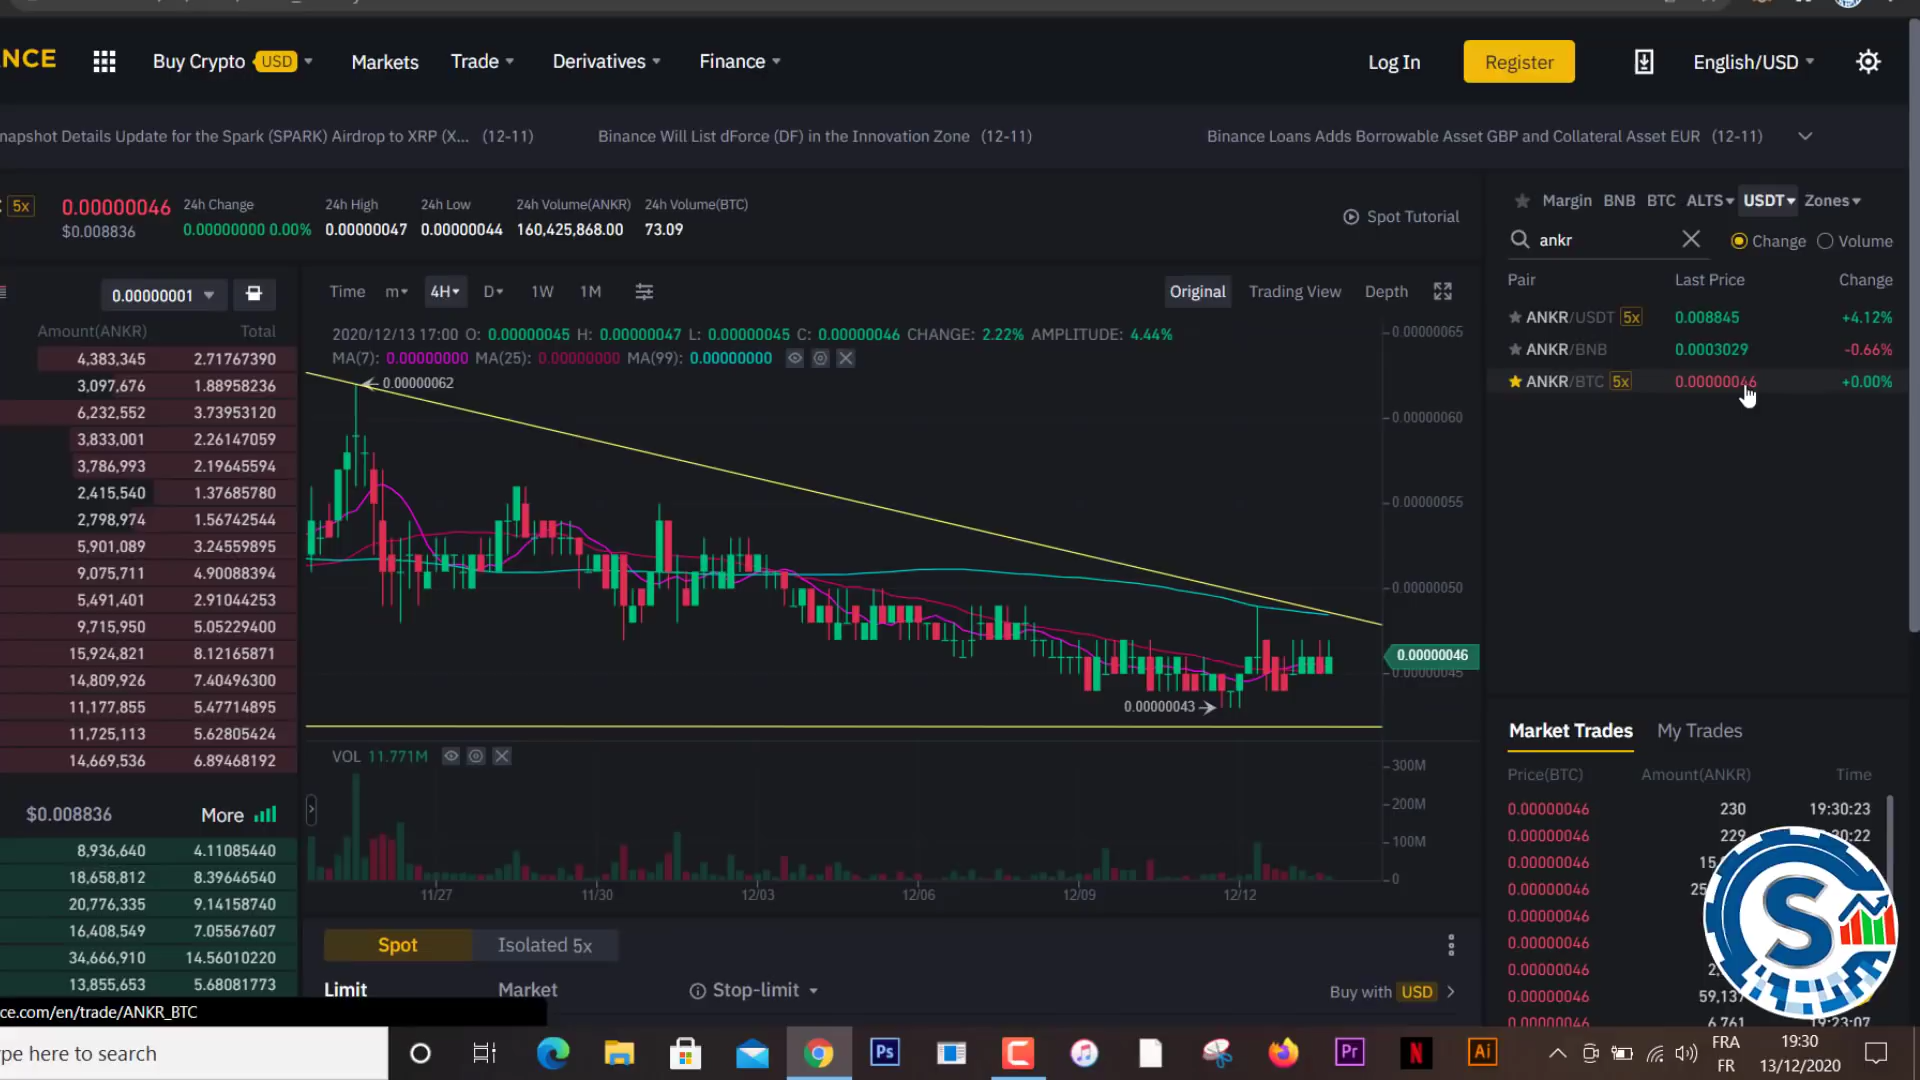 NCE
Buy Crypto USD
Markets
Trade
Derivatives
Finance
Log In
Register
English/USD
napshot Details Update for the Spark (SPARK) Airdrop to XRP (X... (12-11)
Binance Will List dForce (DF) in the Innovation Zone (12-11)
Binance Loans Adds Borrowable Asset GBP and Collateral Asset EUR (12-11)
5x
0.00000046
$0.008836
24h Change
0.00000000 0.00%
24h High
0.00000047
24h Low
0.00000044
24h Volume(ANKR)
160,425,868.00
24h Volume(BTC)
73.09
Spot Tutorial
Margin BNB BTC ALTS USDT Zones
ankr
Change Volume
Pair Last Price Change
ANKR/USDT 5x 0.008845 +4.12%
ANKR/BNB 0.0003029 -0.66%
ANKR/BTC 5x 0.00000046 +0.00%
0.00000001
Amount(ANKR) Total
4,383,345 2.71767390
3,097,676 1.88958236
6,232,552 3.73953120
3,833,001 2.26147059
3,786,993 2.19645594
2,415,540 1.37685780
2,798,974 1.56742544
5,901,089 3.24559895
9,075,711 4.90088394
5,491,401 2.91044253
9,715,950 5.05229400
15,924,821 8.12165871
14,809,926 7.40496300
11,177,855 5.47714895
11,725,113 5.62805424
14,669,536 6.89468192
$0.008836 More
8,936,640 4.11085440
18,658,812 8.39646540
20,776,335 9.14158740
16,408,549 7.05567607
34,666,910 14.56010220
13,855,653 5.68081773
ce.com/en/trade/ANKR_BTC
Time m 4H D 1W 1M
Original Trading View Depth
2020/12/13 17:00 O: 0.00000045 H: 0.00000047 L: 0.00000045 C: 0.00000046 CHANGE: 2.22% AMPLITUDE: 4.44%
MA(7): 0.00000000 MA(25): 0.00000000 MA(99): 0.00000000
0.00000062
0.00000043
0.00000065
0.00000060
0.00000055
0.00000050
0.00000046
0.00000045
VOL 11.771M
300M
200M
100M
0
11/27 11/30 12/03 12/06 12/09 12/12
Spot Isolated 5x
Limit Market Stop-limit
Buy with USD
Market Trades My Trades
Price(BTC) Amount(ANKR) Time
0.00000046 230 19:30:23
0.00000046 229 30:22
0.00000046
0.00000046
0.00000046
0.00000046
0.00000046
0.00000046 59,137
0.00000046 6,761 19:23:07
S
pe here to search
Ps
Pr
N
Ai
FRA
FR
19:30
13/12/2020